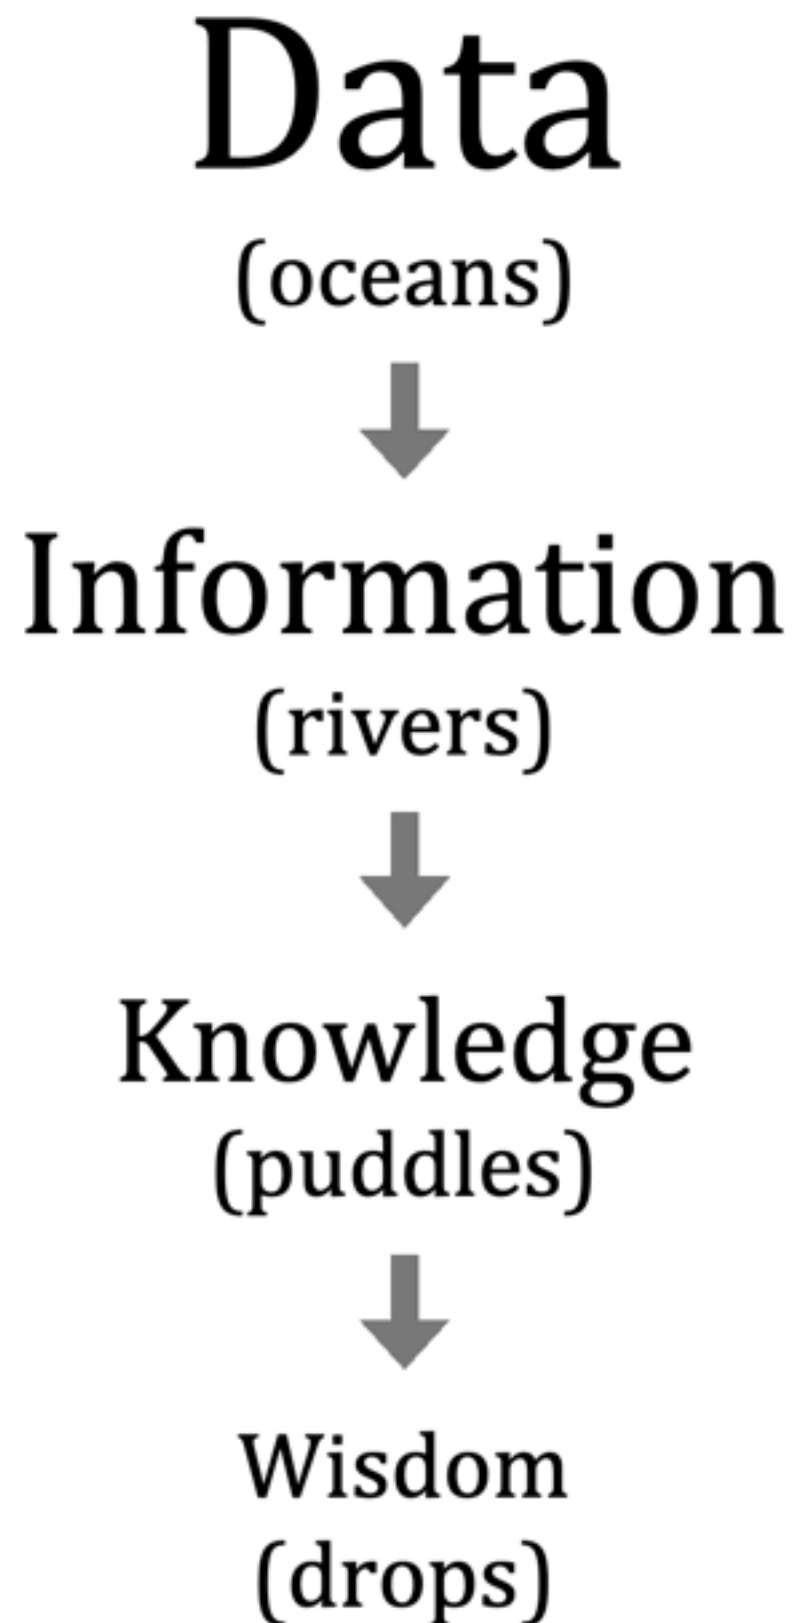 Data
(oceans)
Information
(rivers)
Knowledge
(puddles)
Wisdom
(drops)